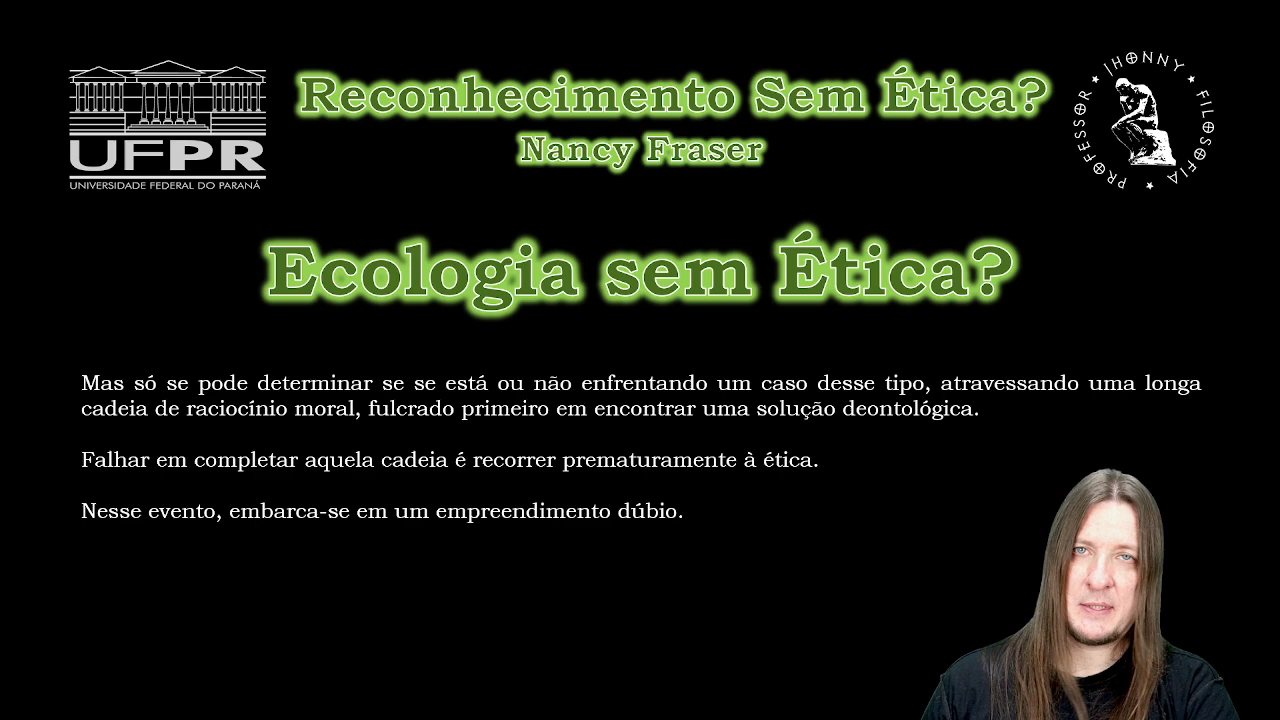 Reconhecimento Sem Ética?
Nancy Fraser
UFPR
UNIVERSIDADE FEDERAL DO PARANÁ
PROFESSOR JHONNY FILOSOFIA
Ecologia sem Ética?
Mas só se pode determinar se se está ou não enfrentando um caso desse tipo, atravessando uma longa
cadeia de raciocínio moral, fulcrado primeiro em encontrar uma solução deontológica.
Falhar em completar aquela cadeia é recorrer prematuramente à ética.
Nesse evento, embarca-se em um empreendimento dúbio.